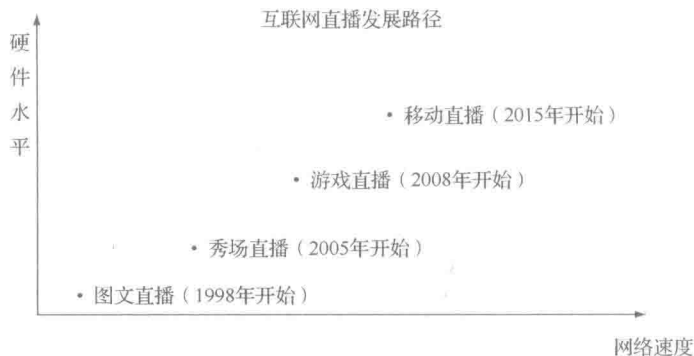 互联网直播发展路径
硬件水平
移动直播（2015年开始）
游戏直播（2008年开始）
秀场直播（2005年开始）
图文直播（1998年开始）
网络速度